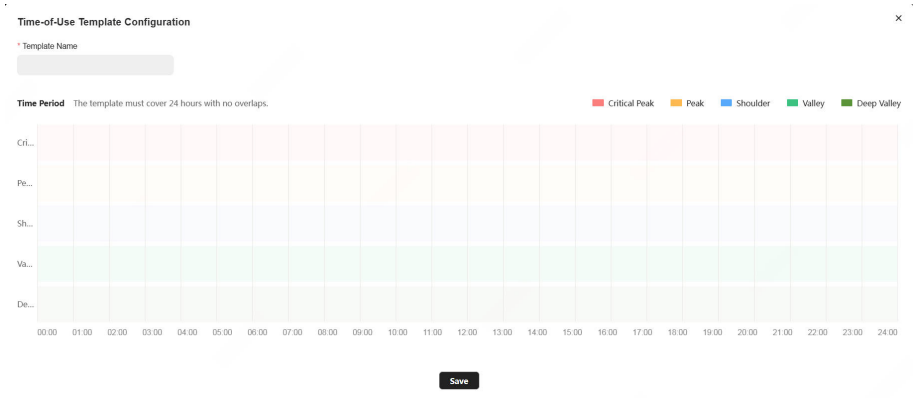 Time-of-Use Template Configuration ×
* Template Name
Time Period The template must cover 24 hours with no overlaps. Critical Peak Peak Shoulder Valley Deep Valley
Cri...
Pe...
Sh...
Va...
De...
00:00 01:00 02:00 03:00 04:00 05:00 06:00 07:00 08:00 09:00 10:00 11:00 12:00 13:00 14:00 15:00 16:00 17:00 18:00 19:00 20:00 21:00 22:00 23:00 24:00
Save